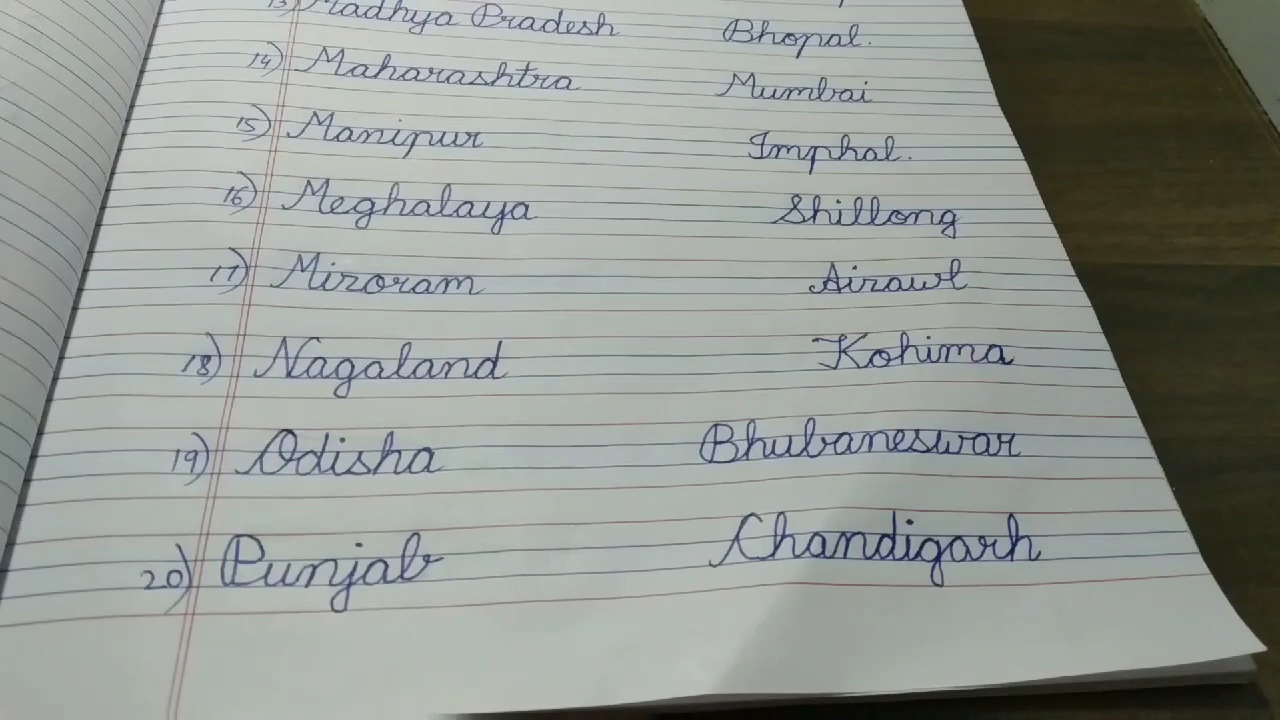 13) Madhya Pradesh Bhopal.
14) Maharashtra Mumbai
15) Manipur Imphal.
16) Meghalaya Shillong
17) Mizoram Aizawl
18) Nagaland Kohima
19) Odisha Bhubaneswar
20) Punjab Chandigarh